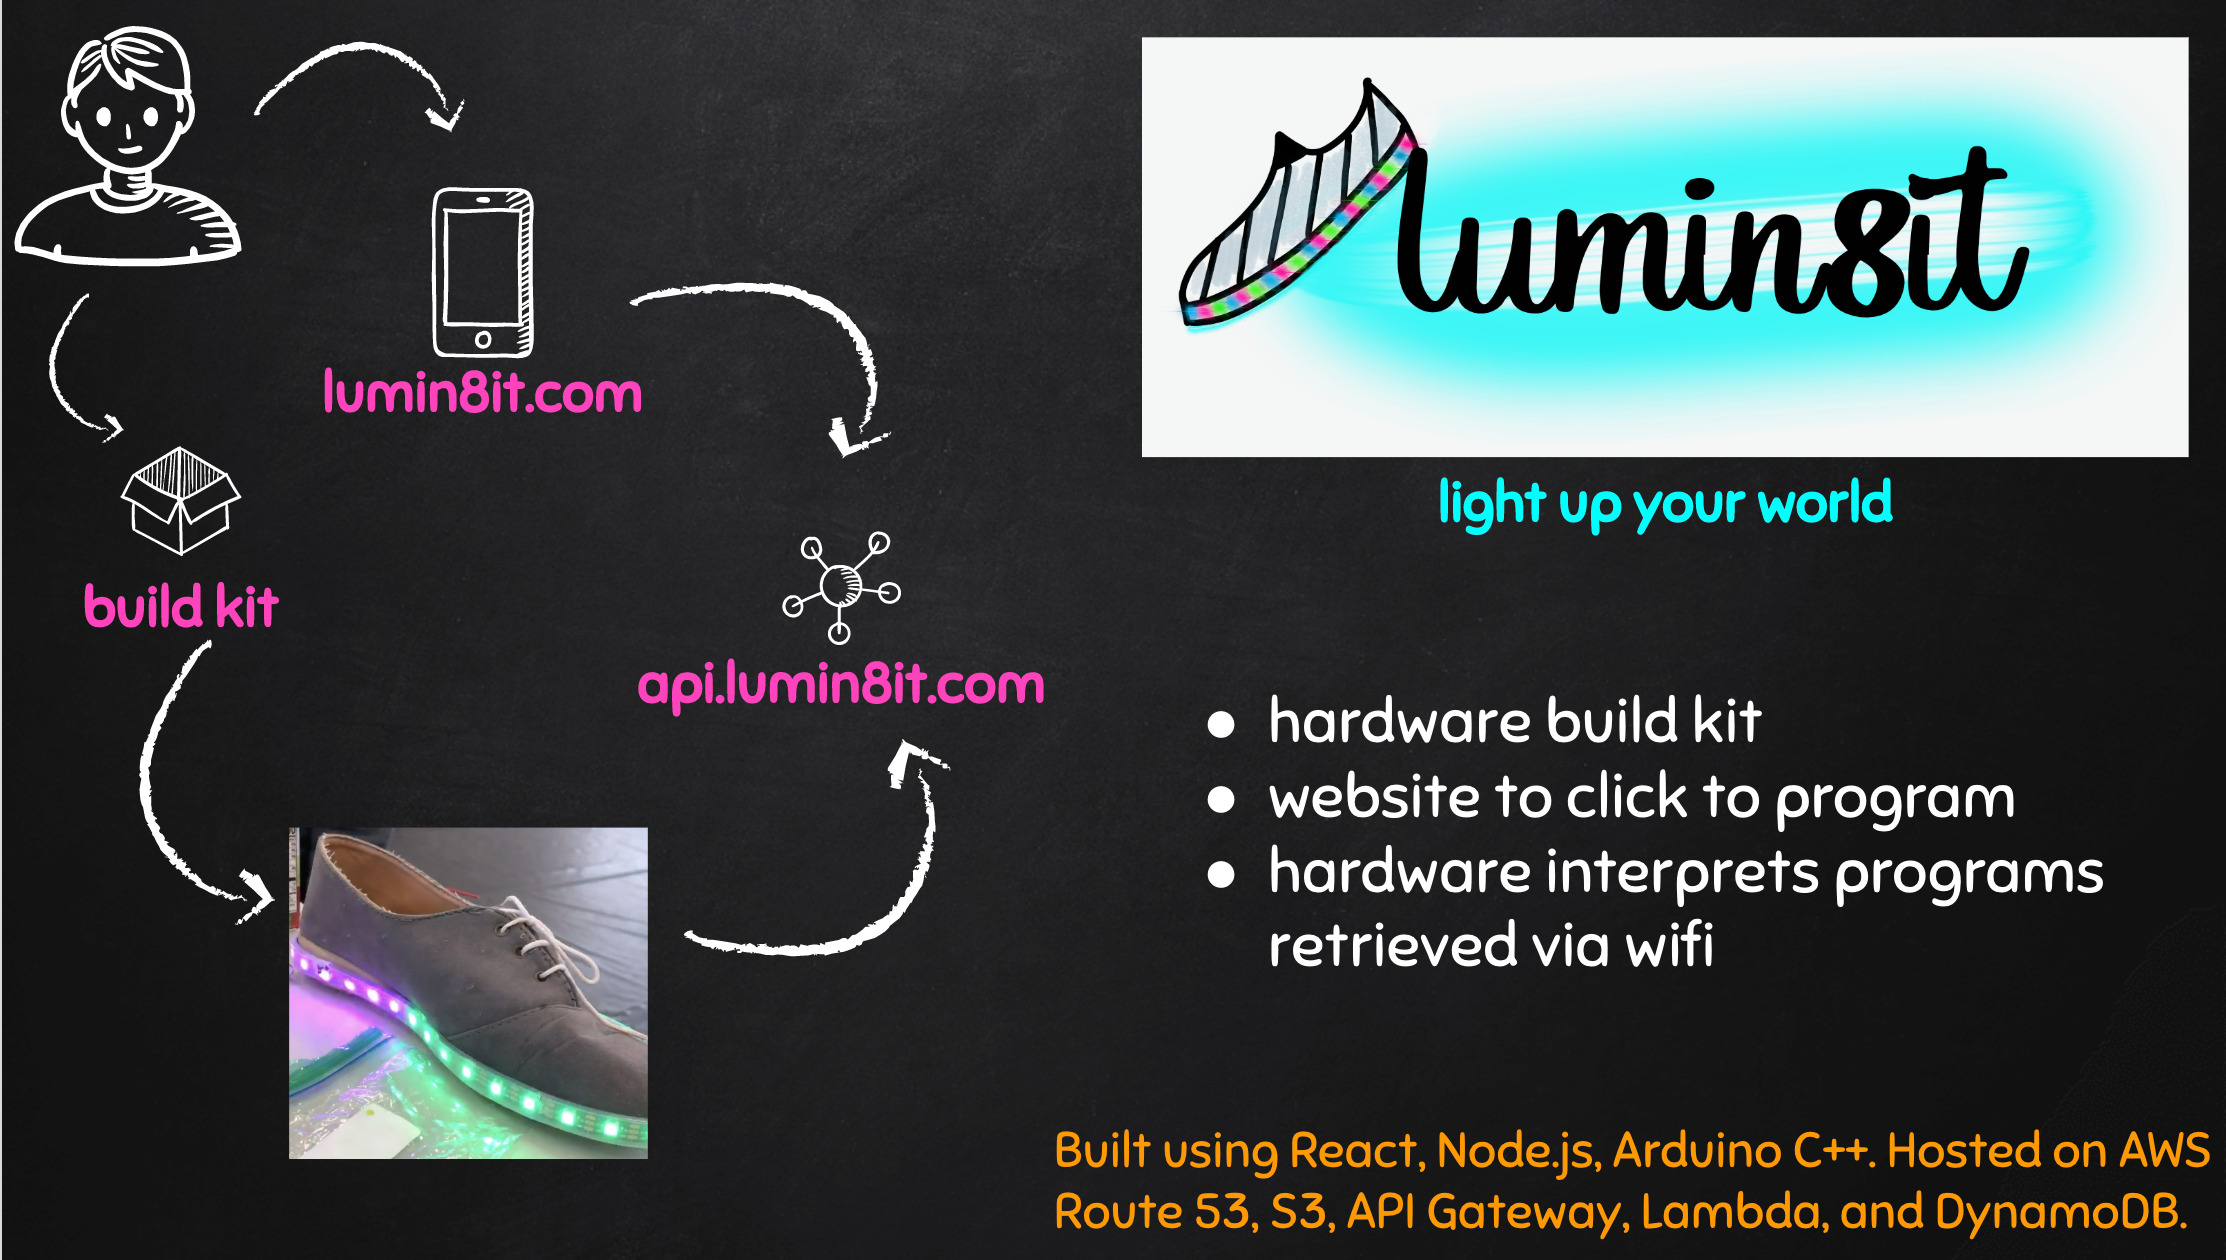 lumin8it
light up your world
lumin8it.com
build kit
api.lumin8it.com
● hardware build kit
● website to click to program
● hardware interprets programs
retrieved via wifi
Built using React, Node.js, Arduino C++. Hosted on AWS
Route 53, S3, API Gateway, Lambda, and DynamoDB.